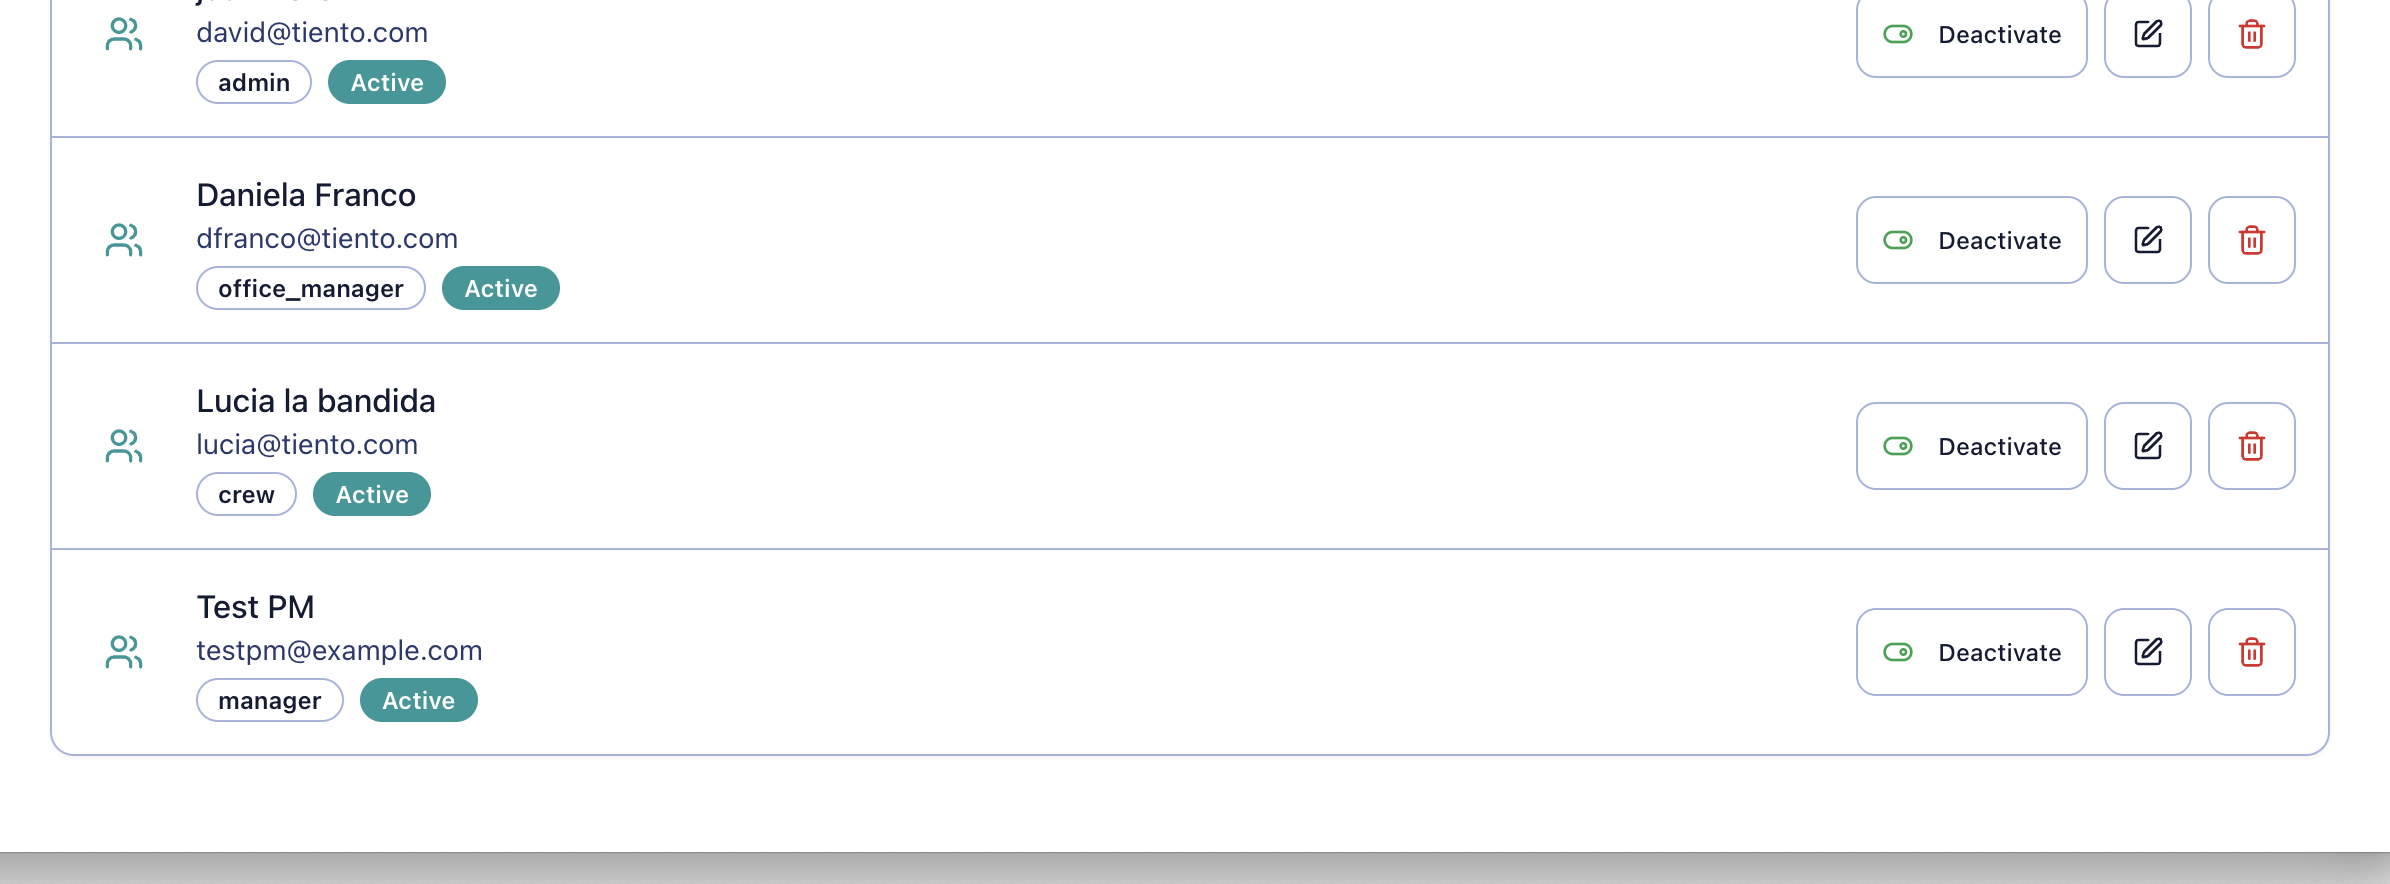 david@tiento.com
Deactivate
admin Active
Daniela Franco
dfranco@tiento.com
Deactivate
office_manager Active
Lucia la bandida
lucia@tiento.com
Deactivate
crew Active
Test PM
testpm@example.com
Deactivate
manager Active